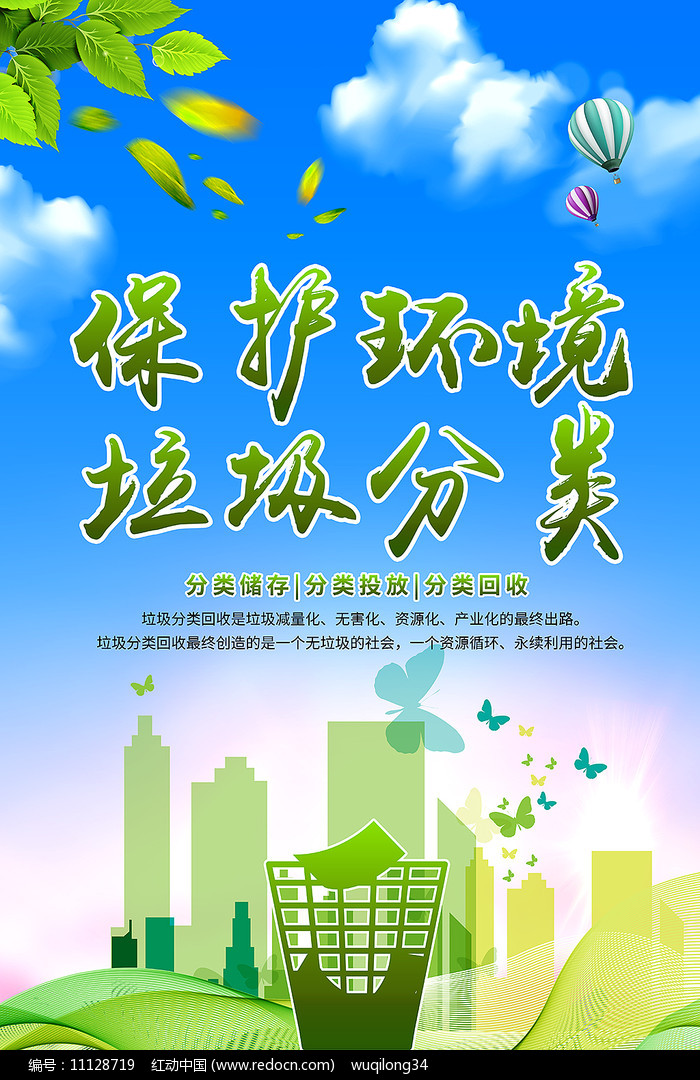 保护环境
垃圾分类
分类储存|分类投放|分类回收
垃圾分类回收是垃圾减量化、无害化、资源化、产业化的最终出路。
垃圾分类回收最终创造的是一个无垃圾的社会，一个资源循环、永续利用的社会。
编号：11128719 红动中国 (www.redocn.com) wuqilong34